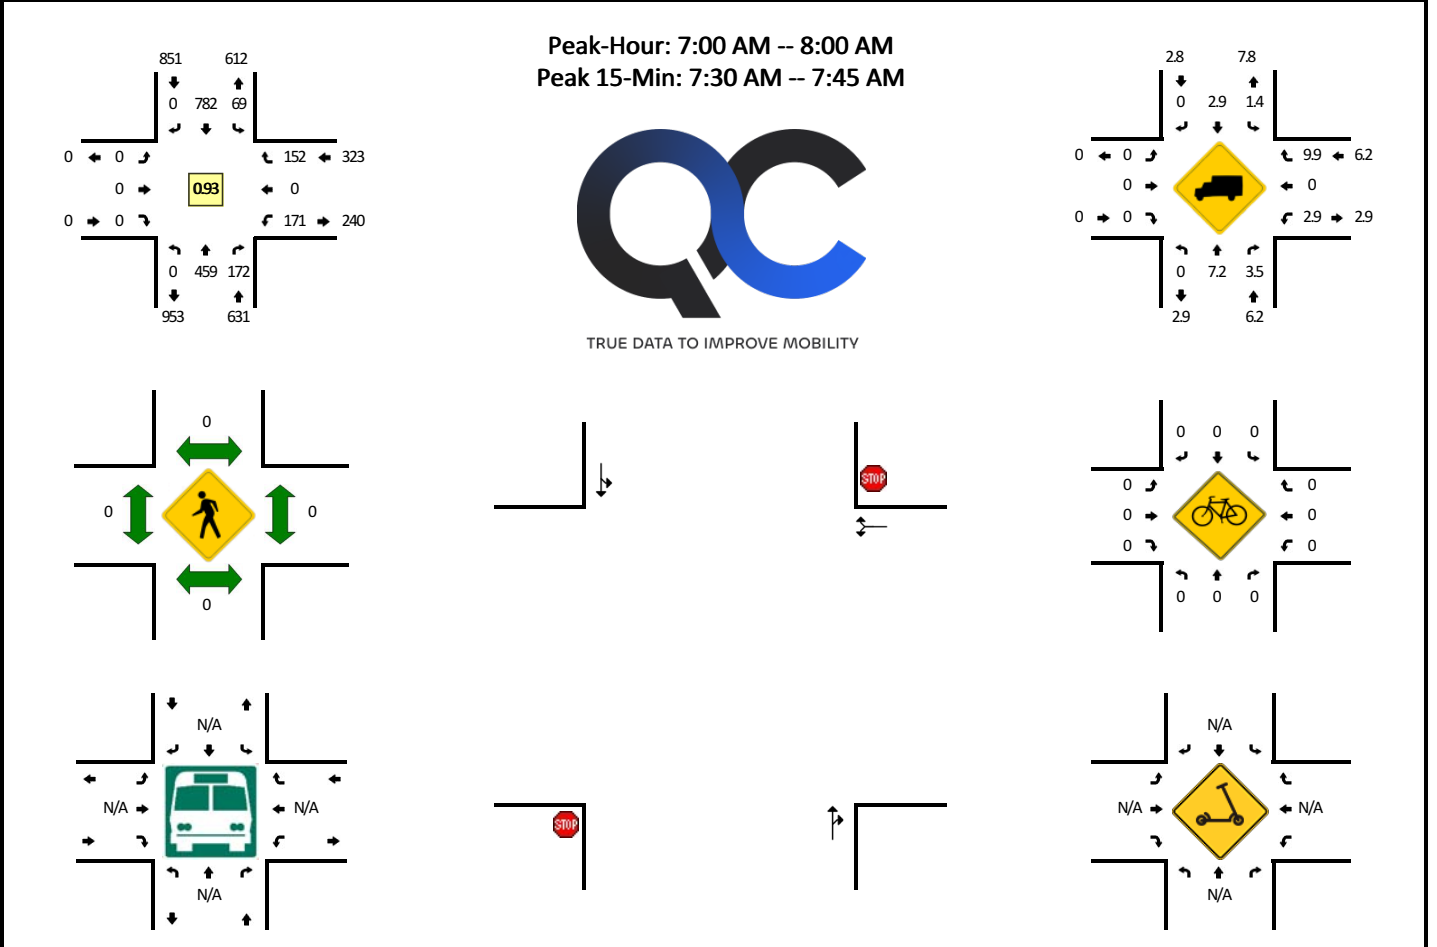 Peak-Hour: 7:00 AM -- 8:00 AM
Peak 15-Min: 7:30 AM -- 7:45 AM
851 612
0 782 69
0 0 152 323
0 0.93 0
0 0 171 240
0 459 172
953 631
TRUE DATA TO IMPROVE MOBILITY
2.8 7.8
0 2.9 1.4
0 0 9.9 6.2
0 0
0 0 2.9 2.9
0 7.2 3.5
2.9 6.2
0
0 0
0
STOP
STOP
0 0 0
0 0
0 0
0 0
0 0 0
N/A
N/A N/A
N/A
N/A
N/A N/A
N/A